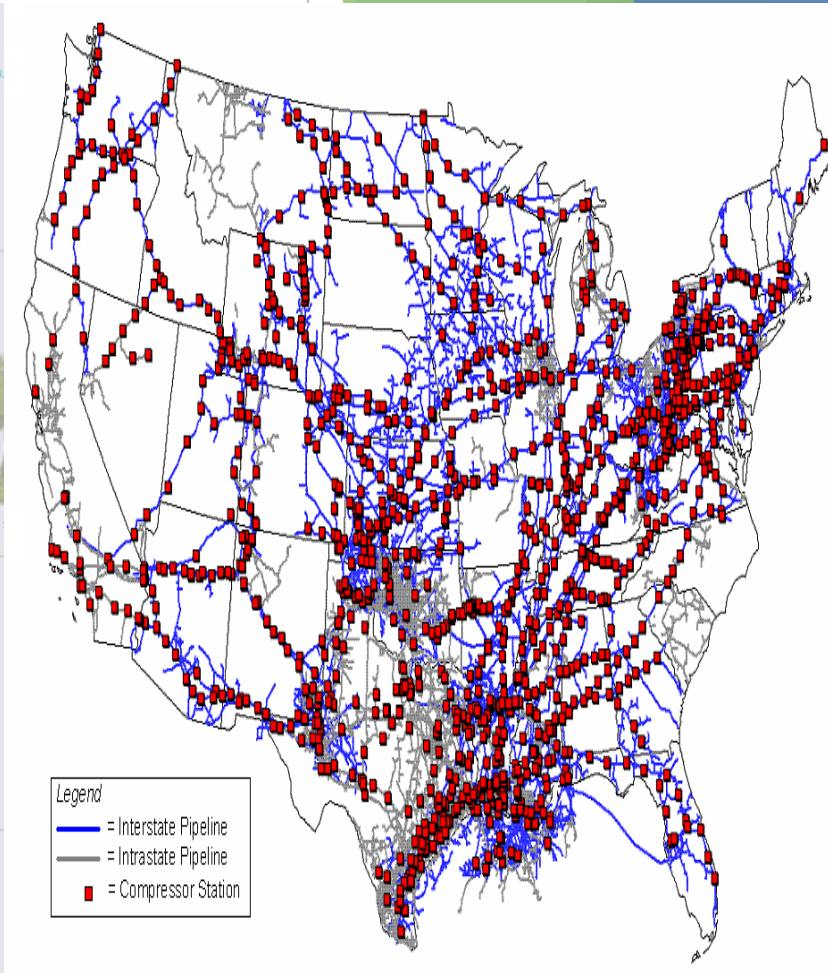 Legend
= Interstate Pipeline
= Intrastate Pipeline
= Compressor Station